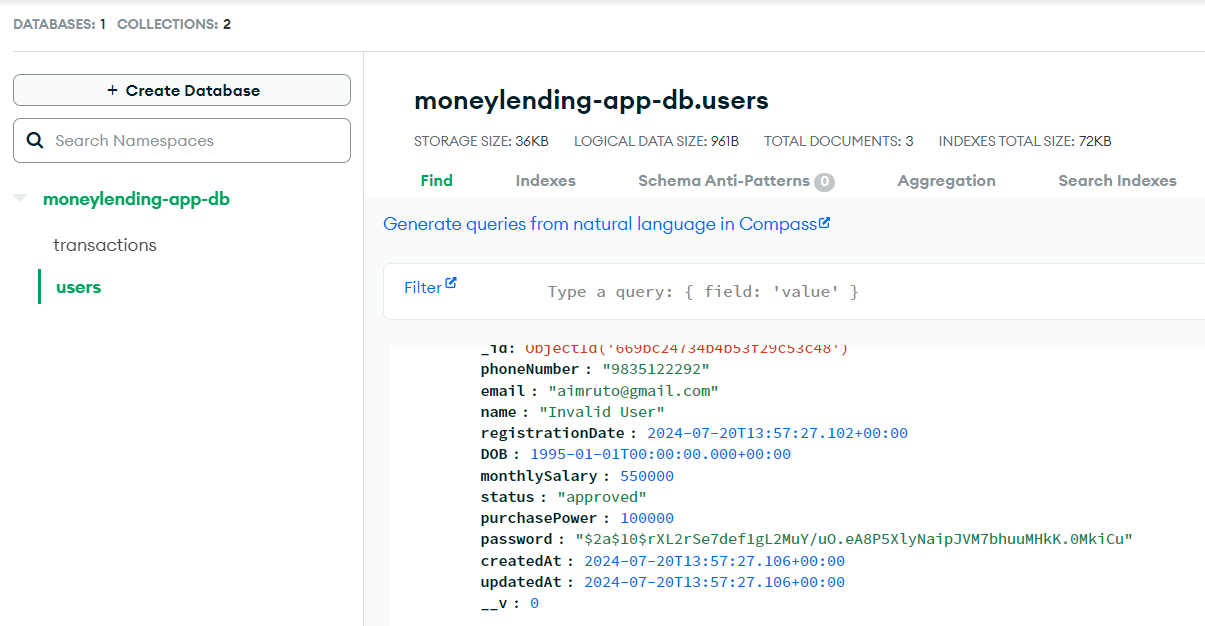 DATABASES: 1 COLLECTIONS: 2
+ Create Database
Search Namespaces
moneylending-app-db
transactions
users
moneylending-app-db.users
STORAGE SIZE: 36KB LOGICAL DATA SIZE: 961B TOTAL DOCUMENTS: 3 INDEXES TOTAL SIZE: 72KB
Find Indexes Schema Anti-Patterns 0 Aggregation Search Indexes
Generate queries from natural language in Compass
Filter Type a query: { field: 'value' }
_id: ObjectId('669bc24734b4b53f29c53c48')
phoneNumber : "9835122292"
email : "aimruto@gmail.com"
name : "Invalid User"
registrationDate : 2024-07-20T13:57:27.102+00:00
DOB : 1995-01-01T00:00:00.000+00:00
monthlySalary : 550000
status : "approved"
purchasePower : 100000
password : "$2a$10$rXL2rSe7def1gL2MuY/uO.eA8P5XlyNaipJVM7bhuuMHkK.0MkiCu"
createdAt : 2024-07-20T13:57:27.106+00:00
updatedAt : 2024-07-20T13:57:27.106+00:00
__v : 0